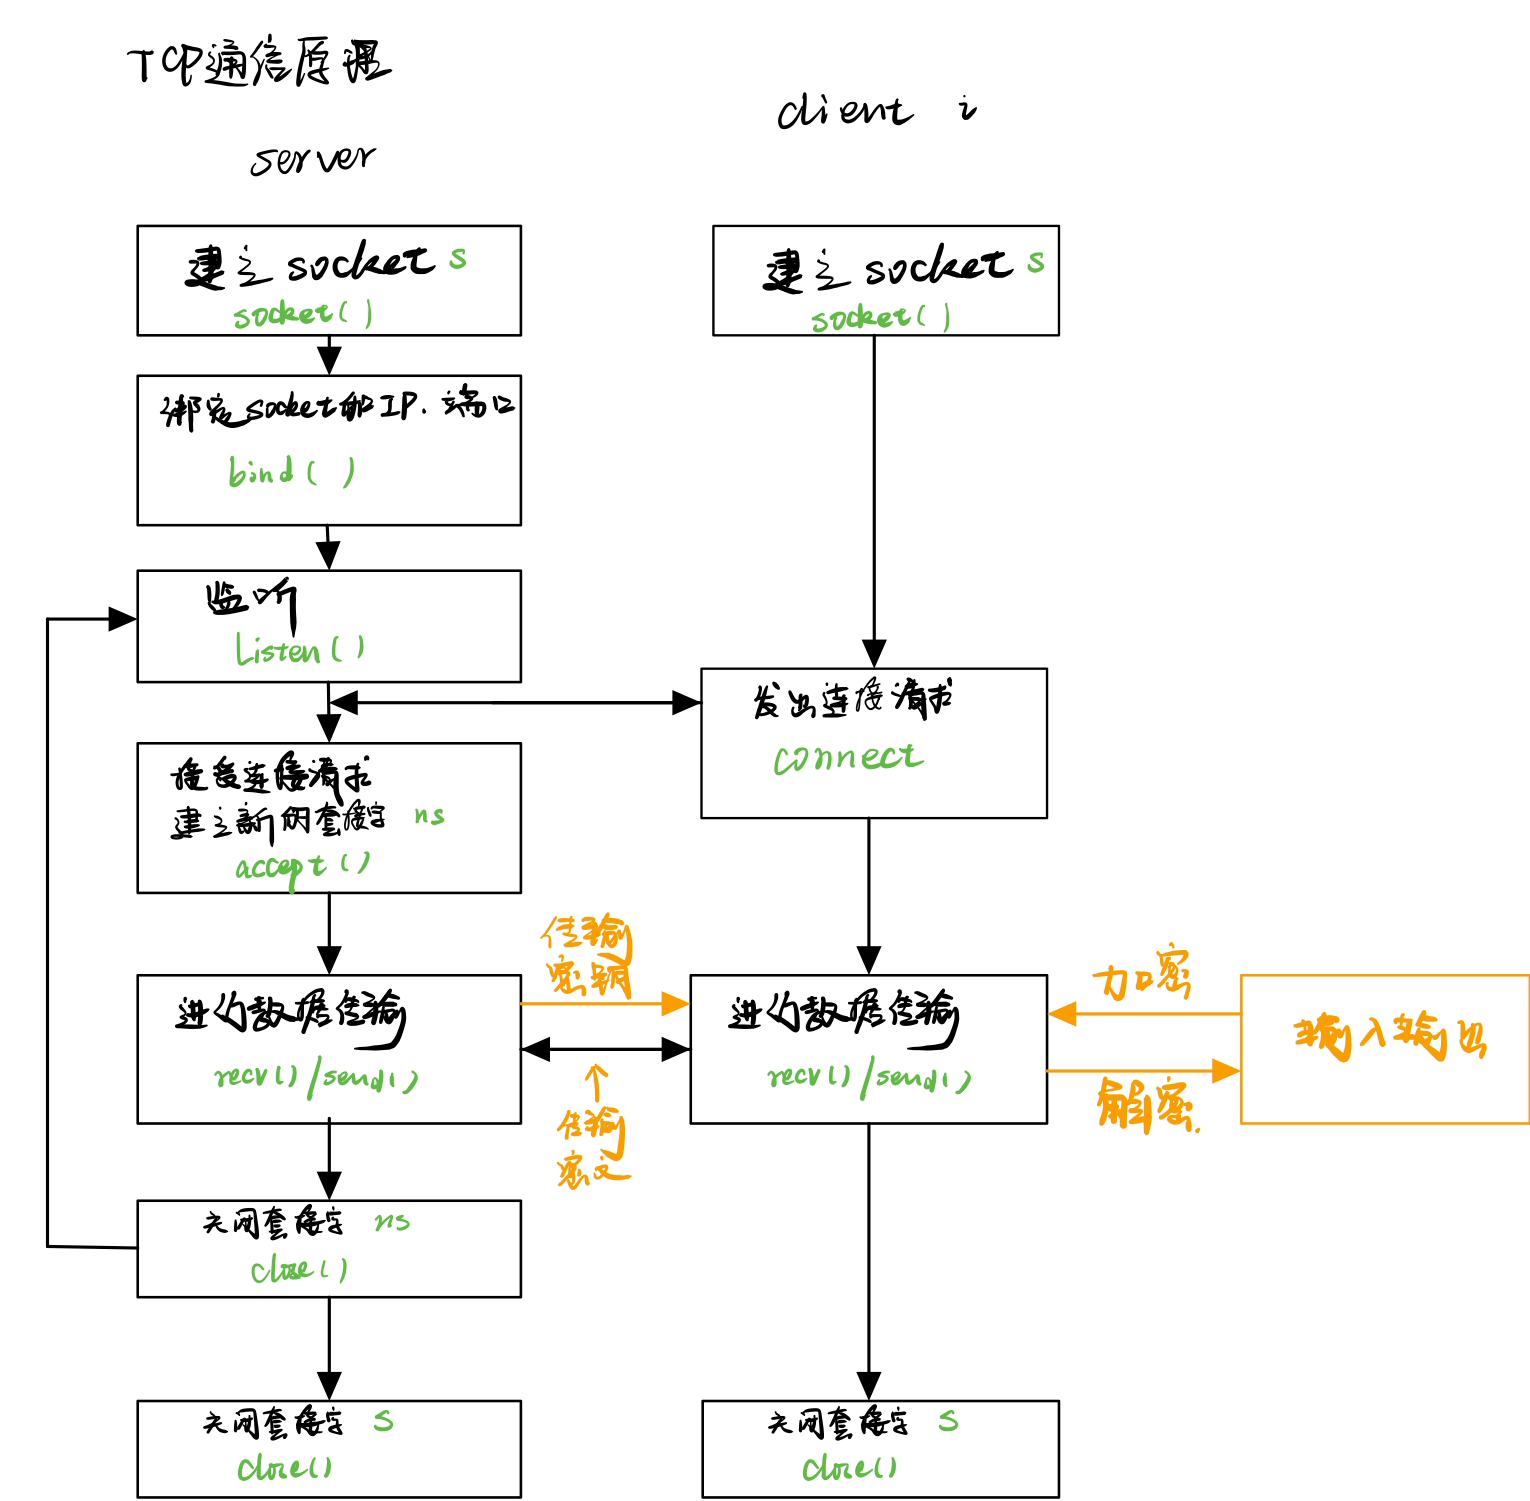 TCP通信原理
client i
server
建立socket s
socket()
建立socket s
socket()
绑定socket和IP、端口
bind( )
监听
Listen()
发出连接请求
connect
接受连接请求
建立新的套接字 ns
accept()
传输
密钥
加密
进行数据传输
recv()/send()
进行数据传输
recv()/send()
输入输出
解密
传输
密文
关闭套接字 ns
close()
关闭套接字 s
close()
关闭套接字 s
close()